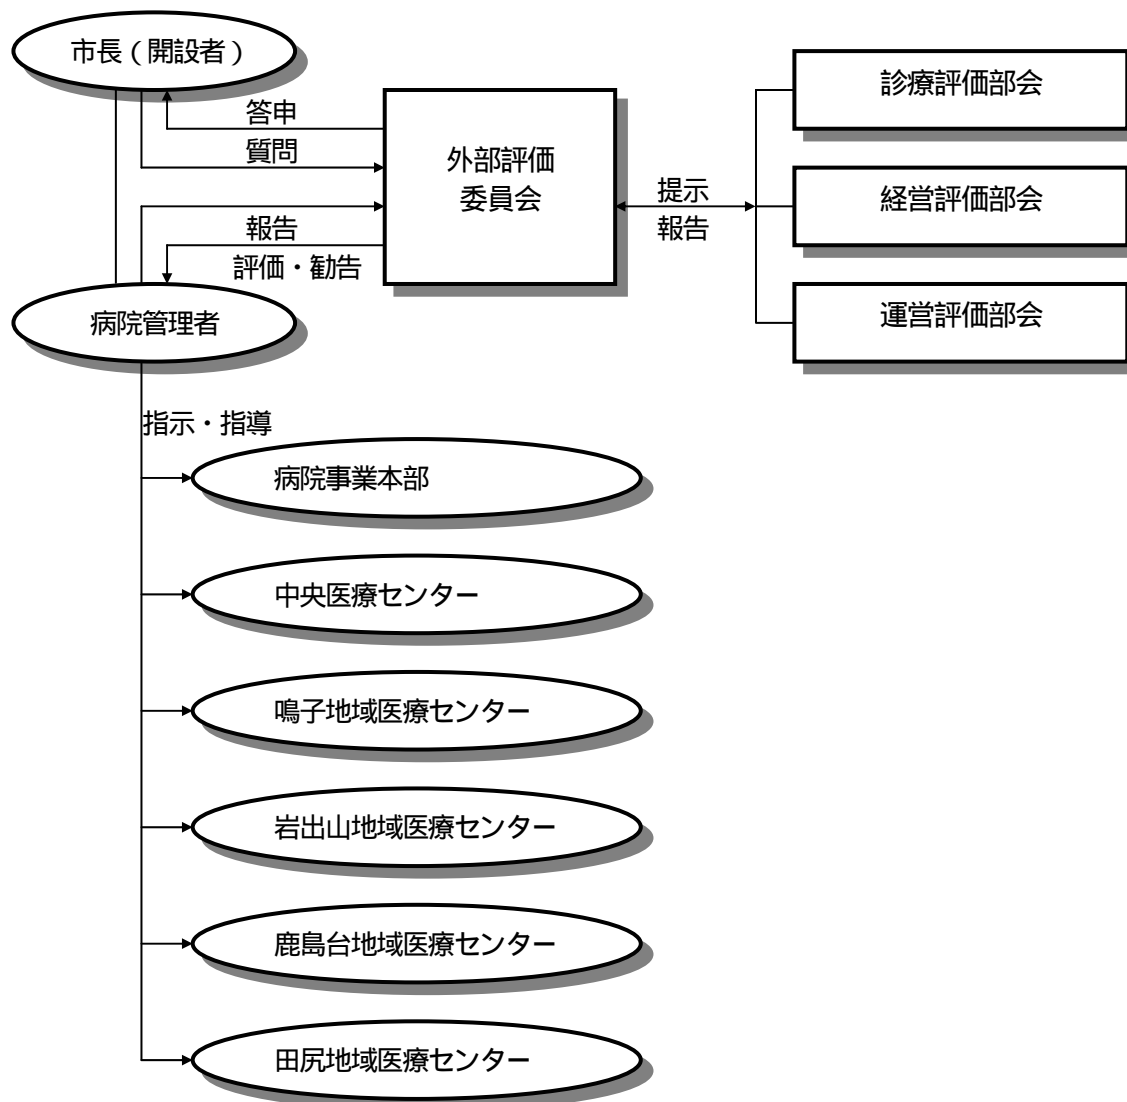 市長（開設者）
答申
質問
外部評価
委員会
提示
報告
診療評価部会
経営評価部会
運営評価部会
報告
評価・勧告
病院管理者
指示・指導
病院事業本部
中央医療センター
鳴子地域医療センター
岩出山地域医療センター
鹿島台地域医療センター
田尻地域医療センター